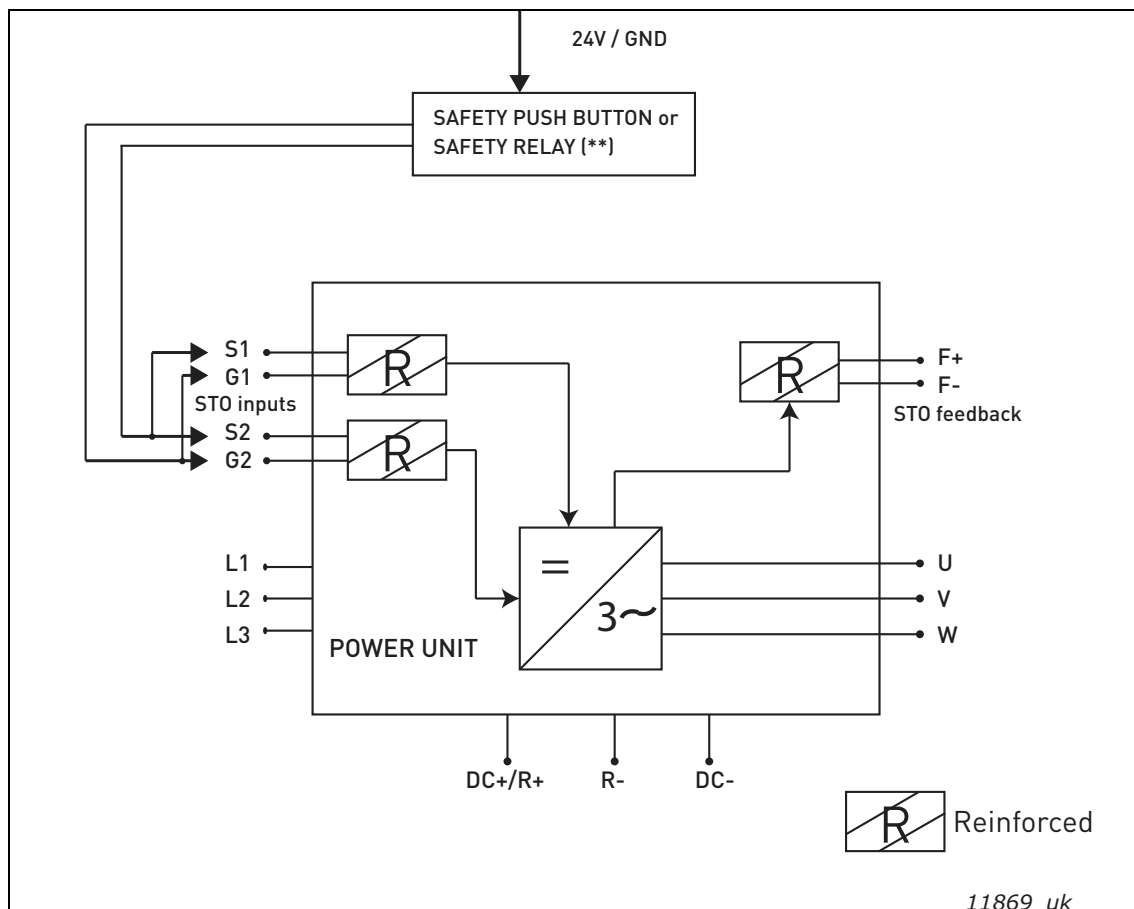 24V / GND
SAFETY PUSH BUTTON or
SAFETY RELAY (**)
S1
G1
STO inputs
S2
G2
R
R
R
F+
F-
STO feedback
L1
L2
L3
=
3~
U
V
W
POWER UNIT
DC+/R+
R-
DC-
R
Reinforced
11869_uk